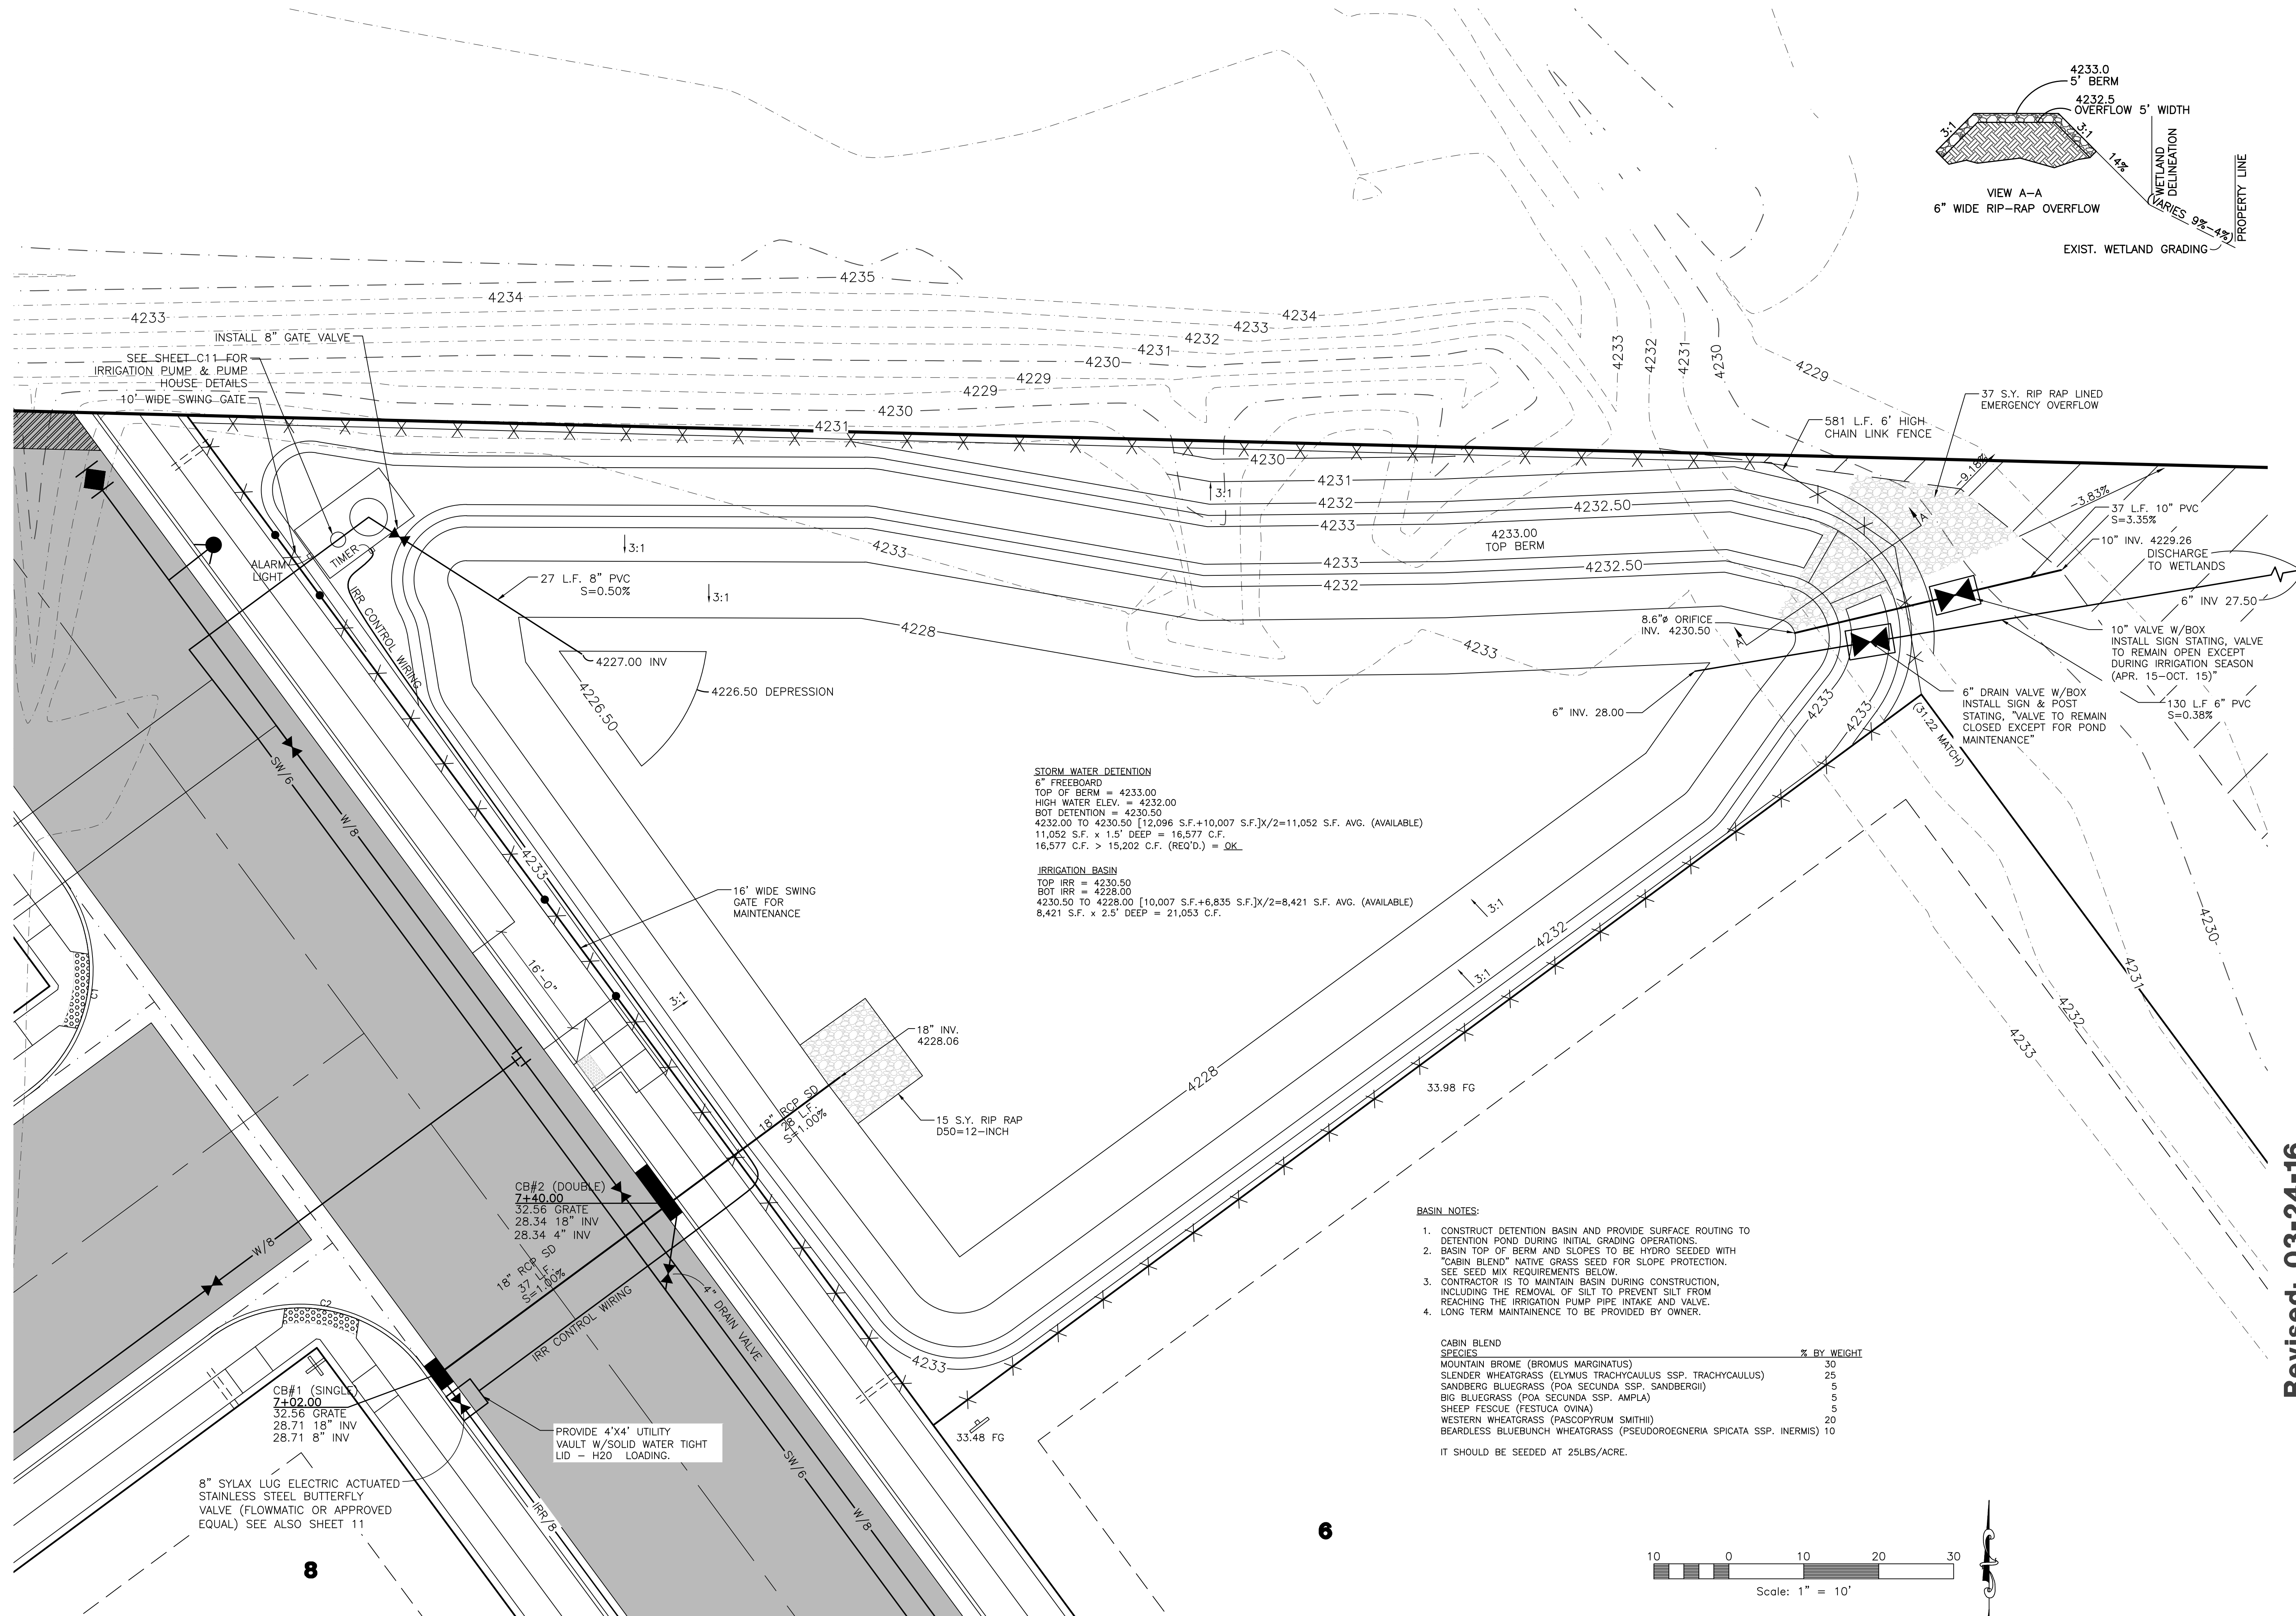 4233.0
5' BERM
4232.5
OVERFLOW 5' WIDTH
3:1
3:1
14%
WETLAND
DELINEATION
(VARIES 9%-4%)
PROPERTY LINE
VIEW A-A
6" WIDE RIP-RAP OVERFLOW
EXIST. WETLAND GRADING
4235
4234
4233
4234
4233
4232
4231
4230
4229
4230
4231
4233
4232
4231
4230
4229
INSTALL 8" GATE VALVE
SEE SHEET C11 FOR
IRRIGATION PUMP & PUMP
HOUSE DETAILS
10' WIDE SWING GATE
37 S.Y. RIP RAP LINED
EMERGENCY OVERFLOW
581 L.F. 6' HIGH
CHAIN LINK FENCE
4230
4231
3:1
4232
4232.50
4233
4233.00
TOP BERM
4233
4232.50
4232
-9.18%
-3.83%
37 L.F. 10" PVC
S=3.35%
10" INV. 4229.26
DISCHARGE
TO WETLANDS
6" INV 27.50
A
A
ALARM
LIGHT
TIMER
IRR CONTROL WIRING
3:1
4233
27 L.F. 8" PVC
S=0.50%
3:1
4228
4227.00 INV
4226.50
4226.50 DEPRESSION
8.6"ø ORIFICE
INV. 4230.50
4233
10" VALVE W/BOX
INSTALL SIGN STATING, VALVE
TO REMAIN OPEN EXCEPT
DURING IRRIGATION SEASON
(APR. 15-OCT. 15)"
6" DRAIN VALVE W/BOX
INSTALL SIGN & POST
STATING, "VALVE TO REMAIN
CLOSED EXCEPT FOR POND
MAINTENANCE"
130 L.F 6" PVC
S=0.38%
6" INV. 28.00
4233
4233
(31.22 MATCH)
SW/6
W/8
STORM WATER DETENTION
6" FREEBOARD
TOP OF BERM = 4233.00
HIGH WATER ELEV. = 4232.00
BOT DETENTION = 4230.50
4232.00 TO 4230.50 [12,096 S.F.+10,007 S.F.]X/2=11,052 S.F. AVG. (AVAILABLE)
11,052 S.F. x 1.5' DEEP = 16,577 C.F.
16,577 C.F. > 15,202 C.F. (REQ'D.) = OK
IRRIGATION BASIN
TOP IRR = 4230.50
BOT IRR = 4228.00
4230.50 TO 4228.00 [10,007 S.F.+6,835 S.F.]X/2=8,421 S.F. AVG. (AVAILABLE)
8,421 S.F. x 2.5' DEEP = 21,053 C.F.
4233
16' WIDE SWING
GATE FOR
MAINTENANCE
16'-0"
3:1
3:1
4232
3:1
4230
4231
4232
4233
C1
18" INV.
4228.06
15 S.Y. RIP RAP
D50=12-INCH
18" RCP SD
28 L.F.
S=1.00%
4228
33.98 FG
CB#2 (DOUBLE)
7+40.00
32.56 GRATE
28.34 18" INV
28.34 4" INV
W/8
18" RCP SD
37 L.F.
S=1.00%
IRR CONTROL WIRING
4" DRAIN VALVE
C2
4233
CB#1 (SINGLE)
7+02.00
32.56 GRATE
28.71 18" INV
28.71 8" INV
PROVIDE 4'X4' UTILITY
VAULT W/SOLID WATER TIGHT
LID - H20 LOADING.
33.48 FG
8" SYLAX LUG ELECTRIC ACTUATED
STAINLESS STEEL BUTTERFLY
VALVE (FLOWMATIC OR APPROVED
EQUAL) SEE ALSO SHEET 11
IRR/8
SW/6
W/8
8
6
BASIN NOTES:
1. CONSTRUCT DETENTION BASIN AND PROVIDE SURFACE ROUTING TO
DETENTION POND DURING INITIAL GRADING OPERATIONS.
2. BASIN TOP OF BERM AND SLOPES TO BE HYDRO SEEDED WITH
"CABIN BLEND" NATIVE GRASS SEED FOR SLOPE PROTECTION.
SEE SEED MIX REQUIREMENTS BELOW.
3. CONTRACTOR IS TO MAINTAIN BASIN DURING CONSTRUCTION,
INCLUDING THE REMOVAL OF SILT TO PREVENT SILT FROM
REACHING THE IRRIGATION PUMP PIPE INTAKE AND VALVE.
4. LONG TERM MAINTAINENCE TO BE PROVIDED BY OWNER.
CABIN BLEND
SPECIES % BY WEIGHT
MOUNTAIN BROME (BROMUS MARGINATUS) 30
SLENDER WHEATGRASS (ELYMUS TRACHYCAULUS SSP. TRACHYCAULUS) 25
SANDBERG BLUEGRASS (POA SECUNDA SSP. SANDBERGII) 5
BIG BLUEGRASS (POA SECUNDA SSP. AMPLA) 5
SHEEP FESCUE (FESTUCA OVINA) 5
WESTERN WHEATGRASS (PASCOPYRUM SMITHII) 20
BEARDLESS BLUEBUNCH WHEATGRASS (PSEUDOROEGNERIA SPICATA SSP. INERMIS) 10
IT SHOULD BE SEEDED AT 25LBS/ACRE.
10 0 10 20 30
Scale: 1" = 10'
Revised: 03-24-16